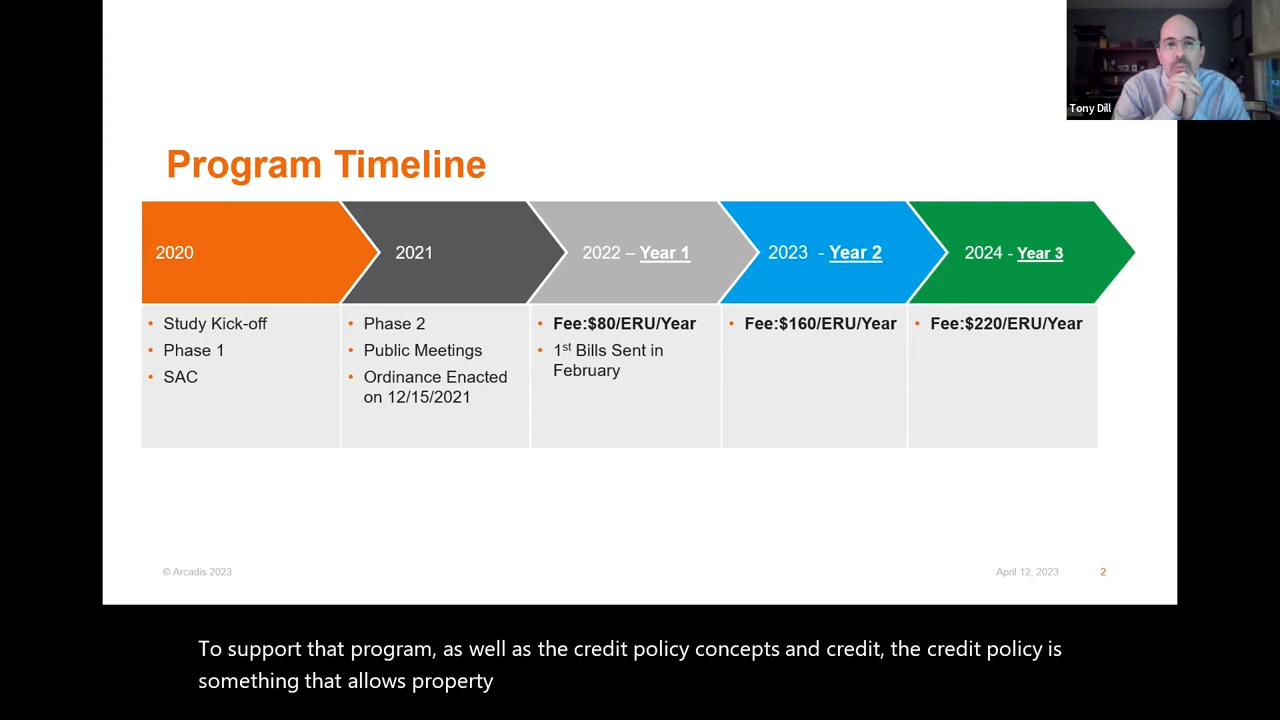 Tony Dill
Program Timeline
2020
2021
2022 – Year 1
2023 - Year 2
2024 - Year 3
• Study Kick-off
• Phase 1
• SAC
• Phase 2
• Public Meetings
• Ordinance Enacted
on 12/15/2021
• Fee:$80/ERU/Year
• 1st Bills Sent in
February
• Fee:$160/ERU/Year
• Fee:$220/ERU/Year
© Arcadis 2023
April 12, 2023
2
To support that program, as well as the credit policy concepts and credit, the credit policy is
something that allows property